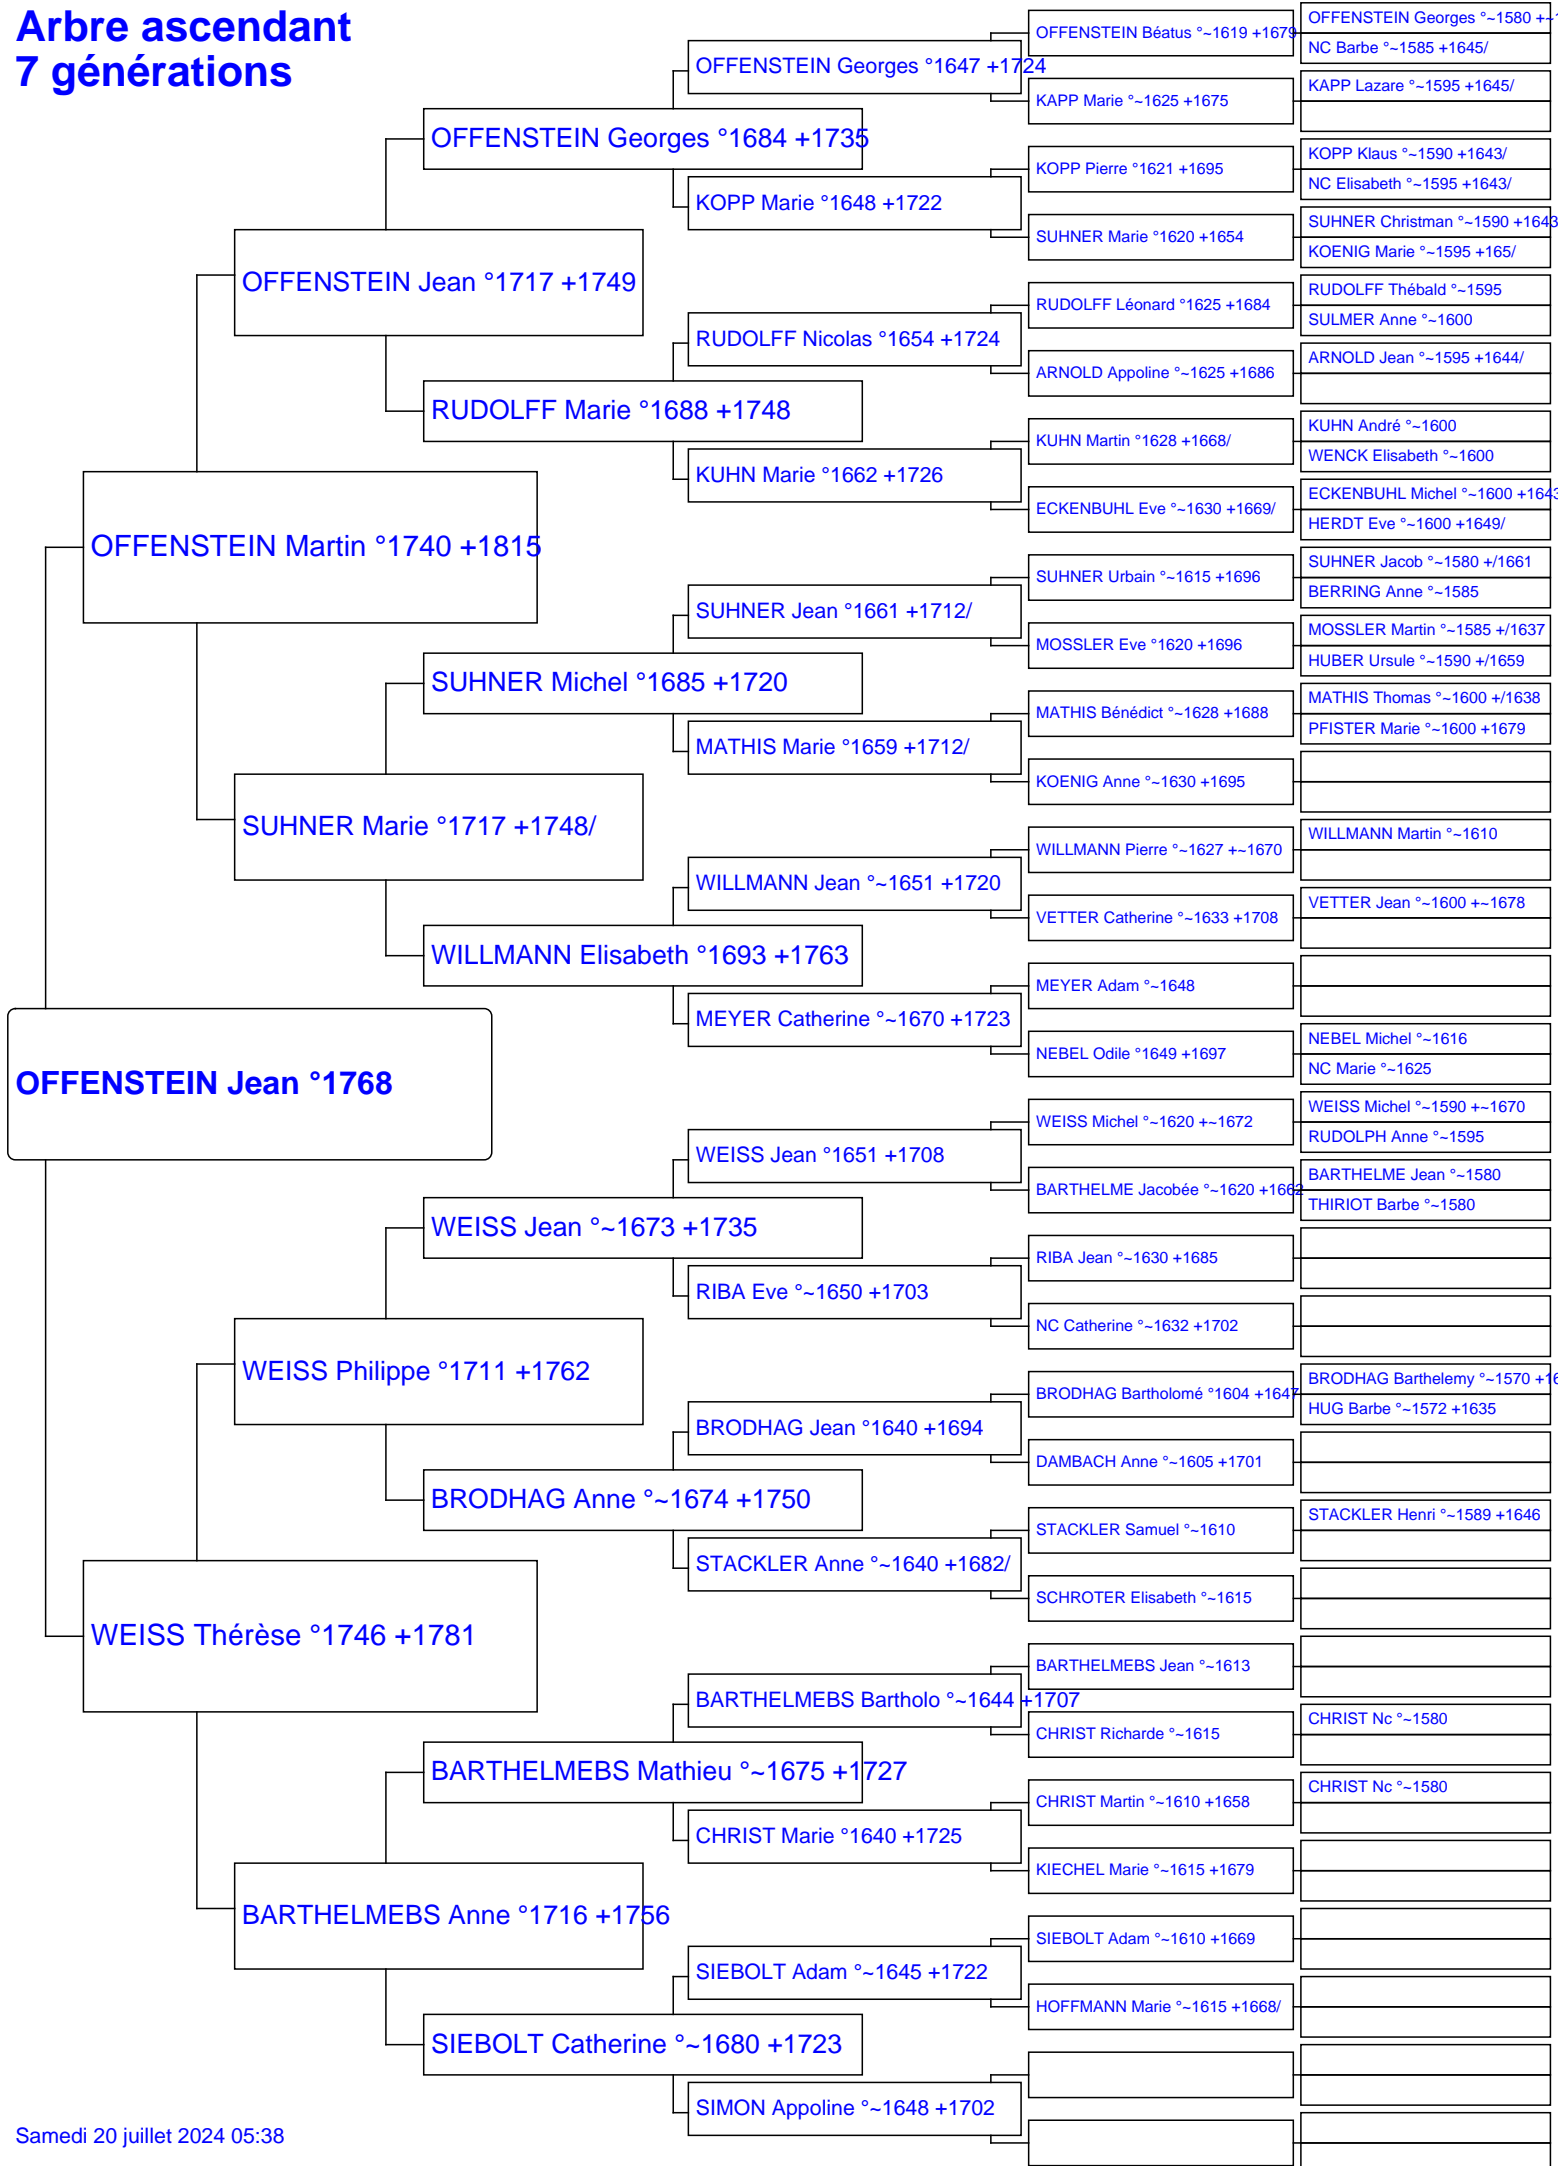 Arbre ascendant
7 générations
OFFENSTEIN Jean °1768
OFFENSTEIN Martin °1740 +1815
WEISS Thérèse °1746 +1781
OFFENSTEIN Jean °1717 +1749
SUHNER Marie °1717 +1748/
WEISS Philippe °1711 +1762
BARTHELMEBS Anne °1716 +1756
OFFENSTEIN Georges °1684 +1735
RUDOLFF Marie °1688 +1748
SUHNER Michel °1685 +1720
WILLMANN Elisabeth °1693 +1763
WEISS Jean °~1673 +1735
BRODHAG Anne °~1674 +1750
BARTHELMEBS Mathieu °~1675 +1727
SIEBOLT Catherine °~1680 +1723
OFFENSTEIN Georges °1647 +1724
KOPP Marie °1648 +1722
RUDOLFF Nicolas °1654 +1724
KUHN Marie °1662 +1726
SUHNER Jean °1661 +1712/
MATHIS Marie °1659 +1712/
WILLMANN Jean °~1651 +1720
MEYER Catherine °~1670 +1723
WEISS Jean °1651 +1708
RIBA Eve °~1650 +1703
BRODHAG Jean °1640 +1694
STACKLER Anne °~1640 +1682/
BARTHELMEBS Bartholo °~1644 +1707
CHRIST Marie °1640 +1725
SIEBOLT Adam °~1645 +1722
SIMON Appoline °~1648 +1702
OFFENSTEIN Béatus °~1619 +1679
KAPP Marie °~1625 +1675
KOPP Pierre °1621 +1695
SUHNER Marie °1620 +1654
RUDOLFF Léonard °1625 +1684
ARNOLD Appoline °~1625 +1686
KUHN Martin °1628 +1668/
ECKENBUHL Eve °~1630 +1669/
SUHNER Urbain °~1615 +1696
MOSSLER Eve °1620 +1696
MATHIS Bénédict °~1628 +1688
KOENIG Anne °~1630 +1695
WILLMANN Pierre °~1627 +~1670
VETTER Catherine °~1633 +1708
MEYER Adam °~1648
NEBEL Odile °1649 +1697
WEISS Michel °~1620 +~1672
BARTHELME Jacobée °~1620 +1662
RIBA Jean °~1630 +1685
NC Catherine °~1632 +1702
BRODHAG Bartholomé °1604 +1647
DAMBACH Anne °~1605 +1701
STACKLER Samuel °~1610
SCHROTER Elisabeth °~1615
BARTHELMEBS Jean °~1613
CHRIST Richarde °~1615
CHRIST Martin °~1610 +1658
KIECHEL Marie °~1615 +1679
SIEBOLT Adam °~1610 +1669
HOFFMANN Marie °~1615 +1668/
OFFENSTEIN Georges °~1580 +~
NC Barbe °~1585 +1645/
KAPP Lazare °~1595 +1645/
KOPP Klaus °~1590 +1643/
NC Elisabeth °~1595 +1643/
SUHNER Christman °~1590 +1643
KOENIG Marie °~1595 +165/
RUDOLFF Thébald °~1595
SULMER Anne °~1600
ARNOLD Jean °~1595 +1644/
KUHN André °~1600
WENCK Elisabeth °~1600
ECKENBUHL Michel °~1600 +1643
HERDT Eve °~1600 +1649/
SUHNER Jacob °~1580 +/1661
BERRING Anne °~1585
MOSSLER Martin °~1585 +/1637
HUBER Ursule °~1590 +/1659
MATHIS Thomas °~1600 +/1638
PFISTER Marie °~1600 +1679
WILLMANN Martin °~1610
VETTER Jean °~1600 +~1678
NEBEL Michel °~1616
NC Marie °~1625
WEISS Michel °~1590 +~1670
RUDOLPH Anne °~1595
BARTHELME Jean °~1580
THIRIOT Barbe °~1580
BRODHAG Barthelemy °~1570
HUG Barbe °~1572 +1635
STACKLER Henri °~1589 +1646
CHRIST Nc °~1580
CHRIST Nc °~1580
Samedi 20 juillet 2024 05:38